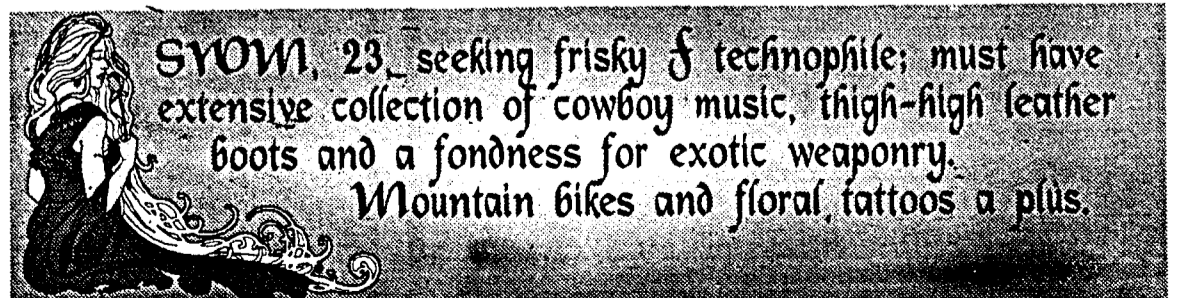 SYOM, 23, seeking frisky F technophile; must have
extensive collection of cowboy music, thigh-high leather
boots and a fondness for exotic weaponry.
Mountain bikes and floral tattoos a plus.